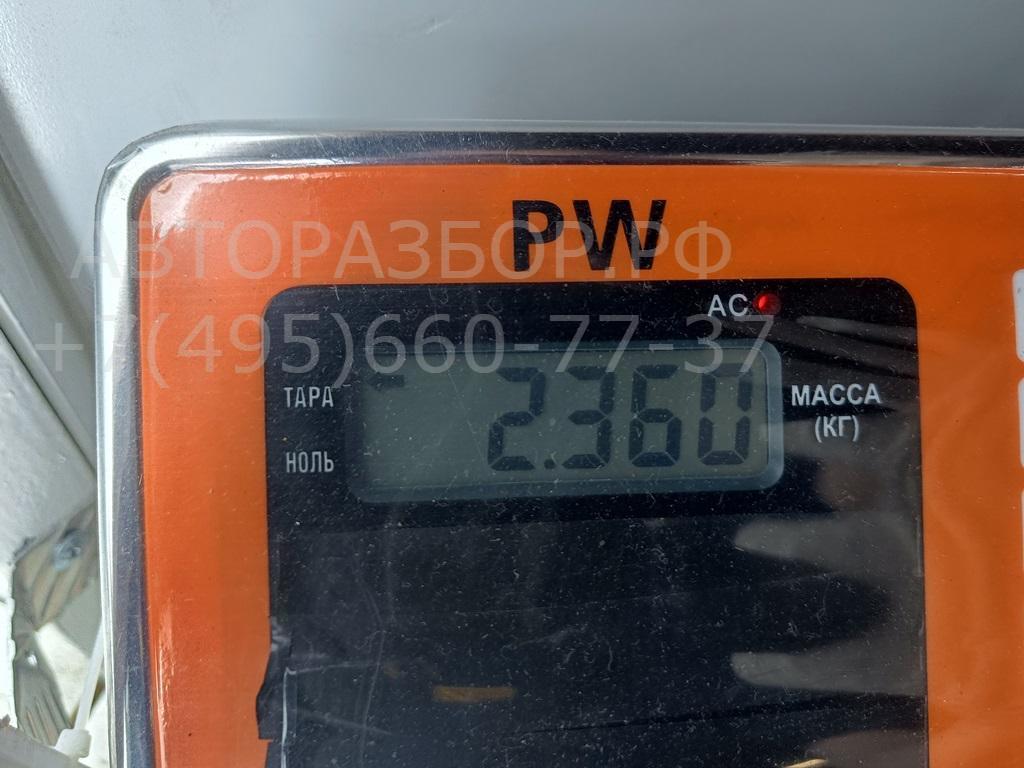 PW
АВТОРАЗБОР.РФ
AC
+7(495)660-77-37
ТАРА
2.360
МАССА
(КГ)
НОЛЬ